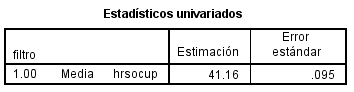 Estadísticos univariados
filtro Estimación Error estándar
1.00 Media hrsocup 41.16 .095